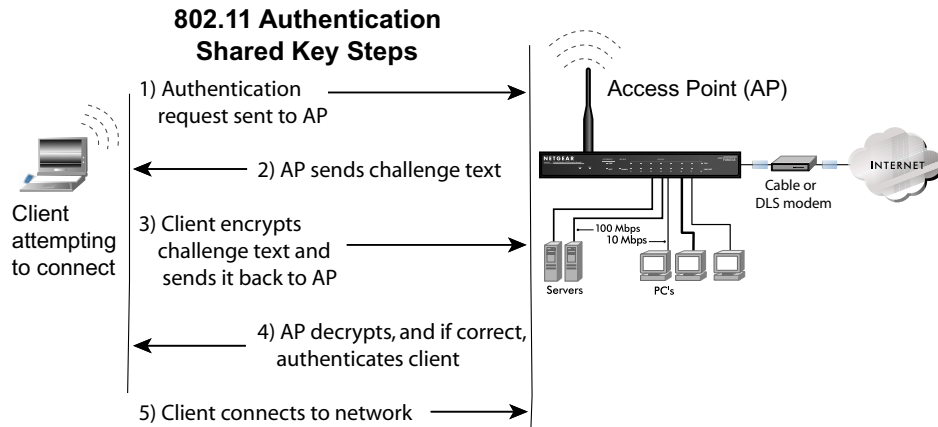 802.11 Authentication
Shared Key Steps
1) Authentication
request sent to AP
Access Point (AP)
NETGEAR
2) AP sends challenge text
INTERNET
Cable or
DLS modem
Client
attempting
to connect
3) Client encrypts
challenge text and
sends it back to AP
100 Mbps
10 Mbps
Servers
PC's
4) AP decrypts, and if correct,
authenticates client
5) Client connects to network